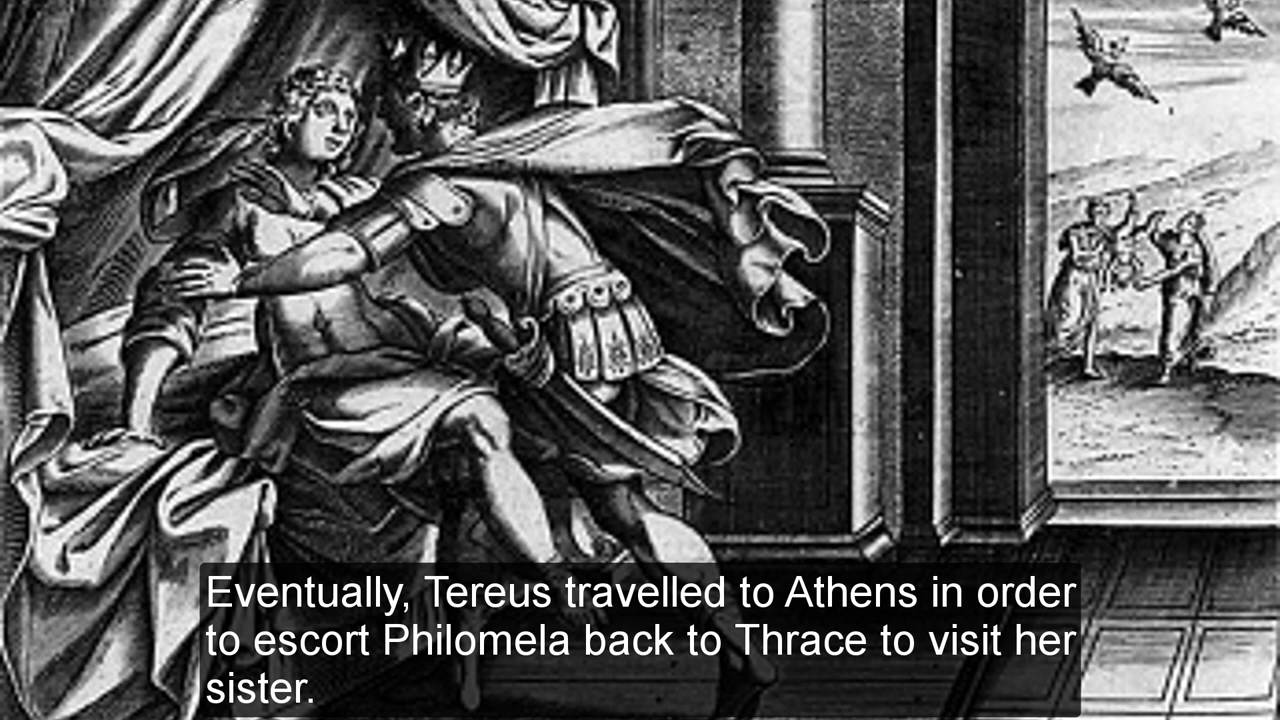 Eventually, Tereus travelled to Athens in order
to escort Philomela back to Thrace to visit her
sister.